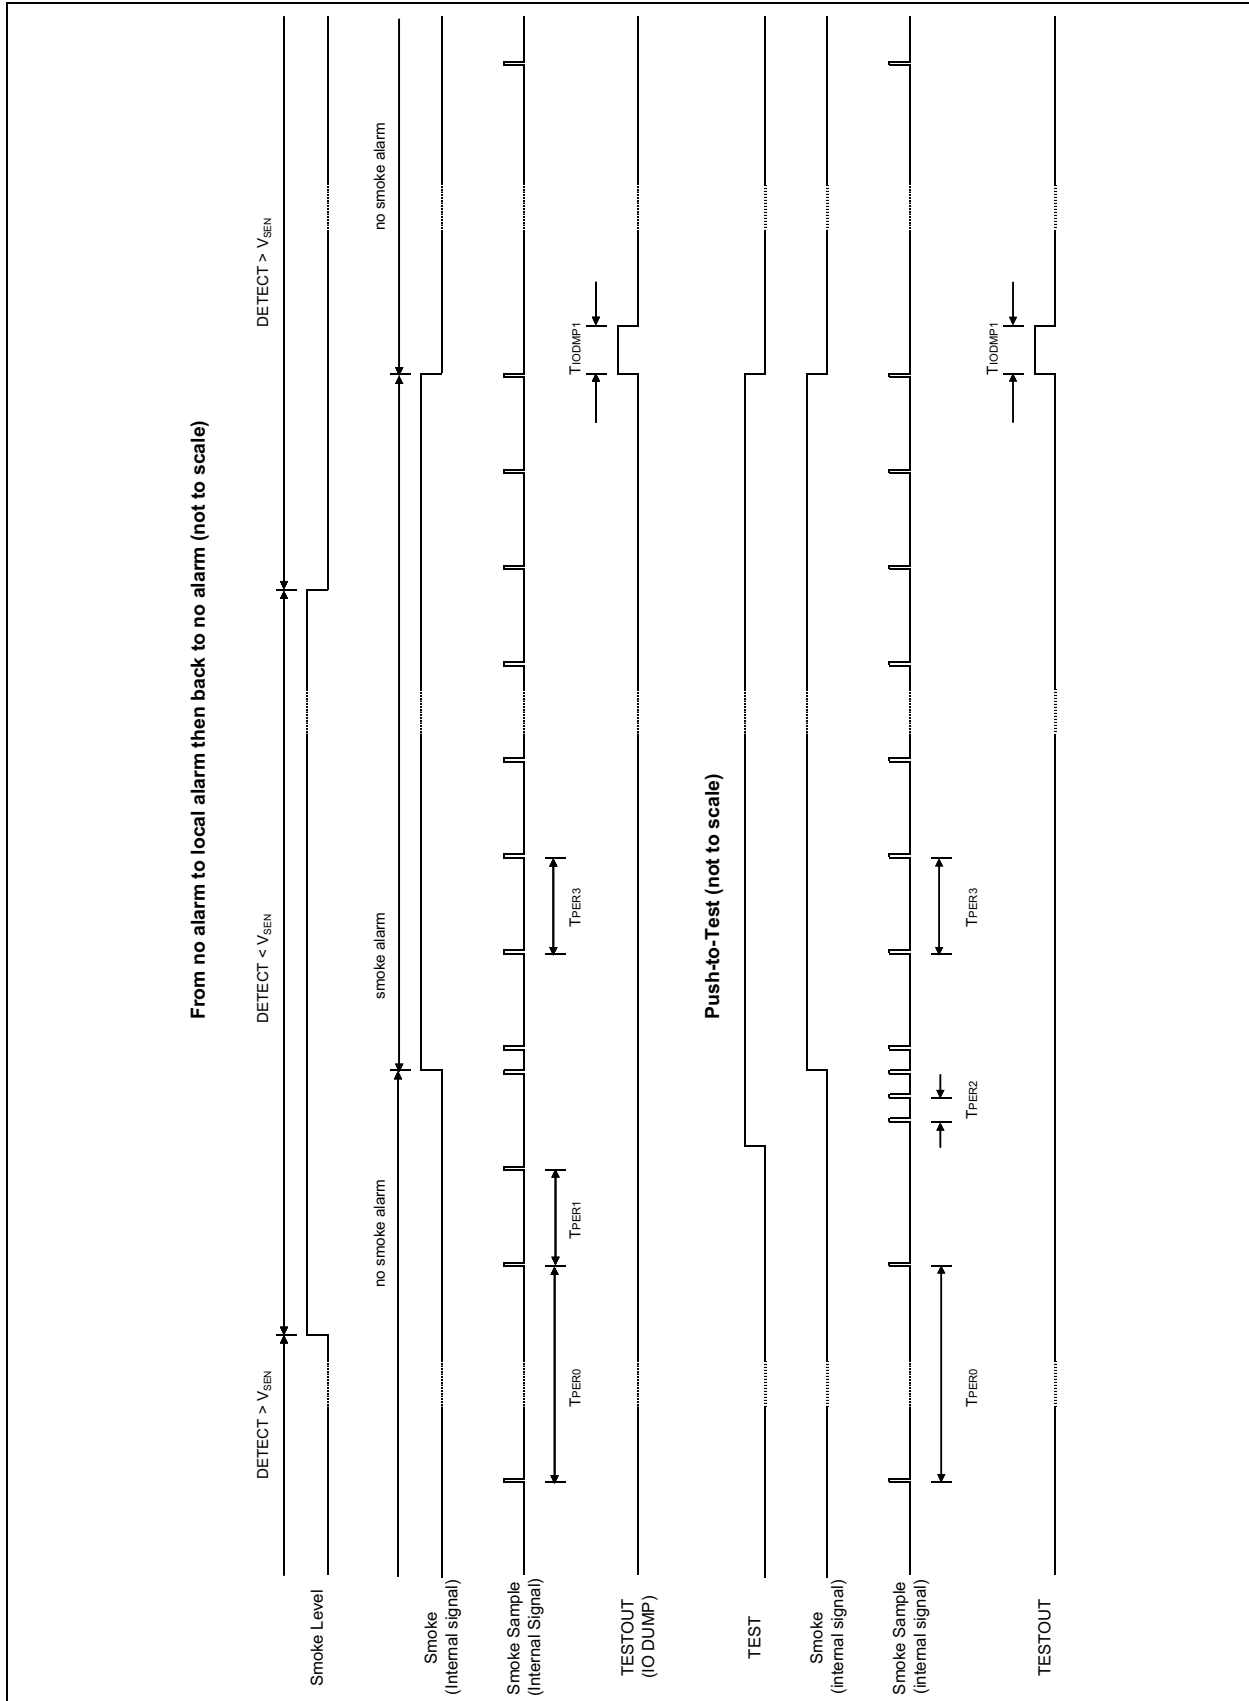 From no alarm to local alarm then back to no alarm (not to scale)
DETECT > VSEN
DETECT < VSEN
DETECT > VSEN
Smoke Level
no smoke alarm
smoke alarm
no smoke alarm
Smoke
(Internal signal)
Smoke Sample
(Internal Signal)
TPER0
TPER1
TPER3
TIODMP1
TESTOUT
(IO DUMP)
Push-to-Test (not to scale)
TEST
Smoke
(internal signal)
Smoke Sample
(internal signal)
TPER0
TPER2
TPER3
TIODMP1
TESTOUT